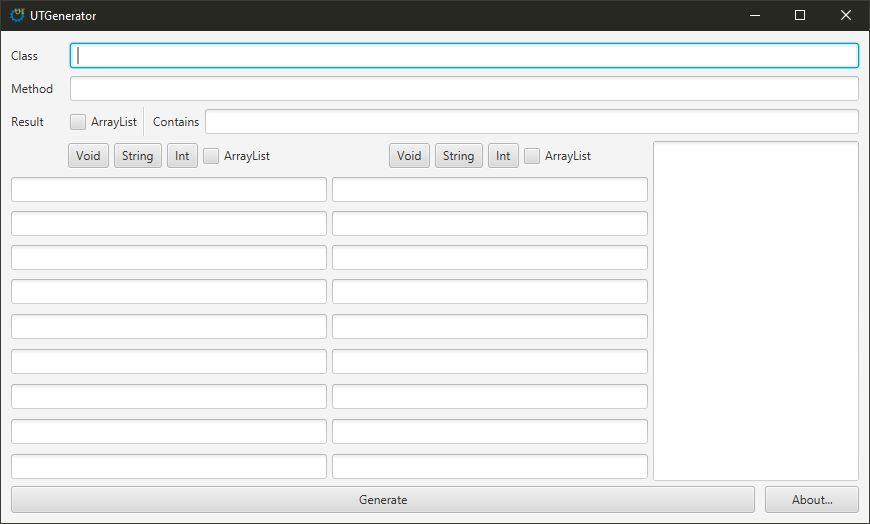 UTGenerator
Class
Method
Result ArrayList Contains
Void String Int ArrayList Void String Int ArrayList
Generate About...